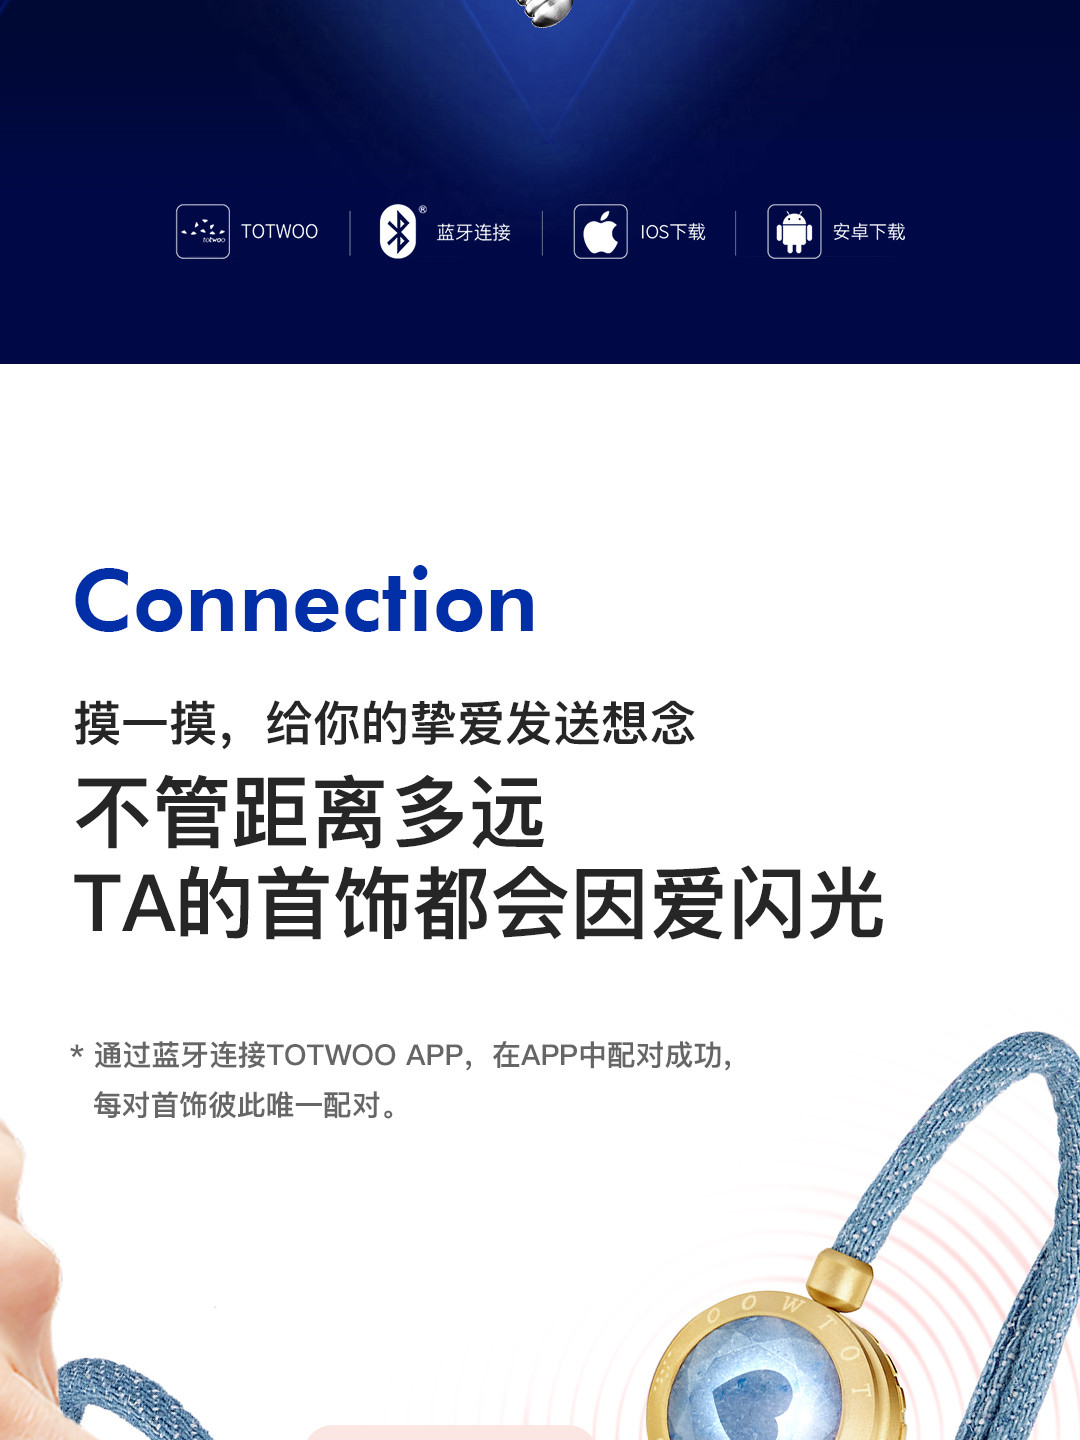 totwoo
TOTWOO
®
蓝牙连接
IOS下载
安卓下载
Connection
摸一摸，给你的挚爱发送想念
不管距离多远
TA的首饰都会因爱闪光
* 通过蓝牙连接TOTWOO APP，在APP中配对成功，
每对首饰彼此唯一配对。
OOWTOT